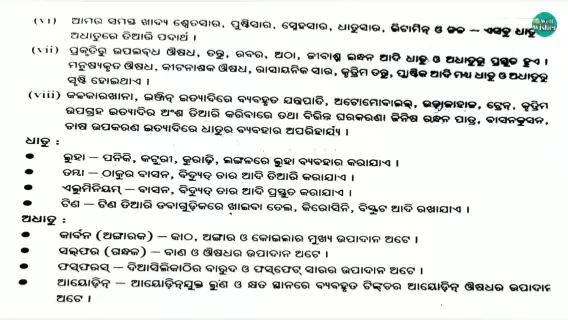 (vi) ଆମର ସମସ୍ତ ଖାଦ୍ୟ ଶ୍ୱେତସାର, ପୁଷ୍ଟିସାର, ସ୍ନେହସାର, ଧାତୁସାର, ଭିଟାମିନ୍ ଓ ଜଳ – ଏସବୁ ଧାତୁ
ଅଧାତୁରେ ତିଆରି ପଦାର୍ଥ ।
(vii) ପ୍ରକୃତିରୁ ଉପଲବ୍ଧ ଔଷଧ, ତନ୍ତୁ, ରବର, ଅଠା, ଜୀବାଶ୍ମ ଇନ୍ଧନ ଆଦି ଧାତୁ ଓ ଅଧାତୁରୁ ପ୍ରସ୍ତୁତ ହୁଏ ।
ମନୁଷ୍ୟକୃତ ଔଷଧ, କୀଟନାଶକ ଔଷଧ, ରାସାୟନିକ ସାର, କୃତ୍ରିମ ତନ୍ତୁ, ପ୍ଲାଷ୍ଟିକ ଆଦି ମଧ୍ୟ ଧାତୁ ଓ ଅଧାତୁରୁ
ସୃଷ୍ଟି ହୋଇଥାଏ ।
(viii) କଳକାରଖାନା, ଇଞ୍ଜିନ୍ ଇତ୍ୟାଦିରେ ବ୍ୟବହୃତ ଯନ୍ତ୍ରପାତି, ଅଟୋମୋବାଇଲ୍, ଉଡ଼ାଜାହାଜ, ଟ୍ରେନ୍, କୃତ୍ରିମ
ଉପଗ୍ରହ ଇତ୍ୟାଦିର ଅଂଶ ତିଆରି କରିବାରେ ତଥା ବିଭିନ୍ନ ଘରକରଣା ଜିନିଷ ରନ୍ଧନ ପାତ୍ର, ବାସନକୁସନ,
ଚାଷ ଉପକରଣ ଇତ୍ୟାଦିରେ ଧାତୁର ବ୍ୟବହାର ଅପରିହାର୍ଯ୍ୟ ।
ଧାତୁ :
● ଲୁହା – ପନିକି, କଟୁରୀ, କୁରାଢ଼ି, ଲଙ୍ଗଳରେ ଲୁହା ବ୍ୟବହାର କରାଯାଏ ।
● ତମ୍ବା – ଠାକୁର ବାସନ, ବିଦ୍ୟୁତ୍ ତାର ଆଦି ତିଆରି କରାଯାଏ ।
● ଏଲୁମିନିୟମ୍ – ବାସନ, ବିଦ୍ୟୁତ୍ ତାର ଆଦି ପ୍ରସ୍ତୁତ କରାଯାଏ ।
● ଟିଣ – ଟିଣ ତିଆରି ଡବାଗୁଡ଼ିକରେ ଖାଇବା ତେଲ, କିରୋସିନି, ବିସ୍କୁଟ ଆଦି ରଖାଯାଏ ।
ଅଧାତୁ :
● କାର୍ବନ (ଅଙ୍ଗାରକ) – କାଠ, ଅଙ୍ଗାର ଓ କୋଇଲାର ମୁଖ୍ୟ ଉପାଦାନ ଅଟେ ।
● ସଲ୍‌ଫର (ଗନ୍ଧକ) – ବାଣ ଓ ଔଷଧର ଉପାଦାନ ଅଟେ ।
● ଫସ୍‌ଫରସ୍ – ଦିଆସିଲିକାଠିର ବାରୁଦ ଓ ଫସ୍‌ଫେଟ୍ ସାରର ଉପାଦାନ ଅଟେ ।
● ଆୟୋଡ଼ିନ୍ – ଆୟୋଡ଼ିନ୍‌ଯୁକ୍ତ ଲୁଣ ଓ କ୍ଷତ ସ୍ଥାନରେ ବ୍ୟବହୃତ ଟିଙ୍କଚର ଆୟୋଡ଼ିନ୍ ଔଷଧର ଉପାଦାନ
ଅଟେ ।